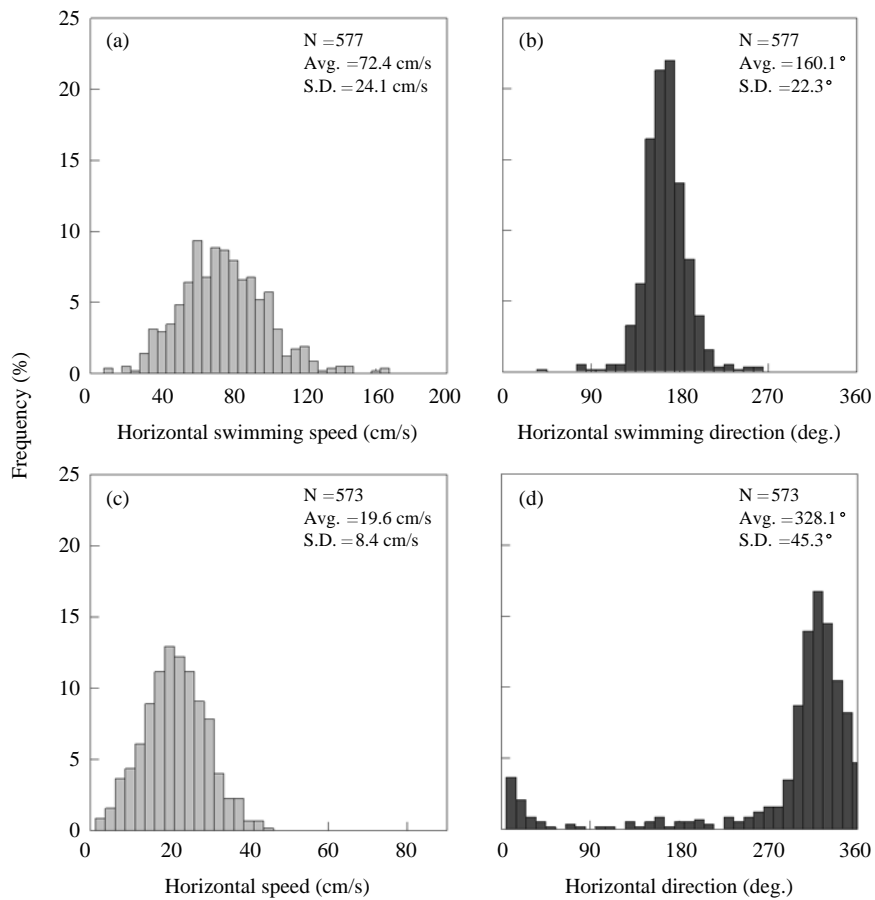 (a)
N = 577
Avg. = 72.4 cm/s
S.D. = 24.1 cm/s
25
20
15
10
5
0
0 40 80 120 160 200
Horizontal swimming speed (cm/s)
(b)
N = 577
Avg. = 160.1°
S.D. = 22.3°
0 90 180 270 360
Horizontal swimming direction (deg.)
Frequency (%)
(c)
N = 573
Avg. = 19.6 cm/s
S.D. = 8.4 cm/s
25
20
15
10
5
0
0 20 40 60 80
Horizontal speed (cm/s)
(d)
N = 573
Avg. = 328.1°
S.D. = 45.3°
0 90 180 270 360
Horizontal direction (deg.)